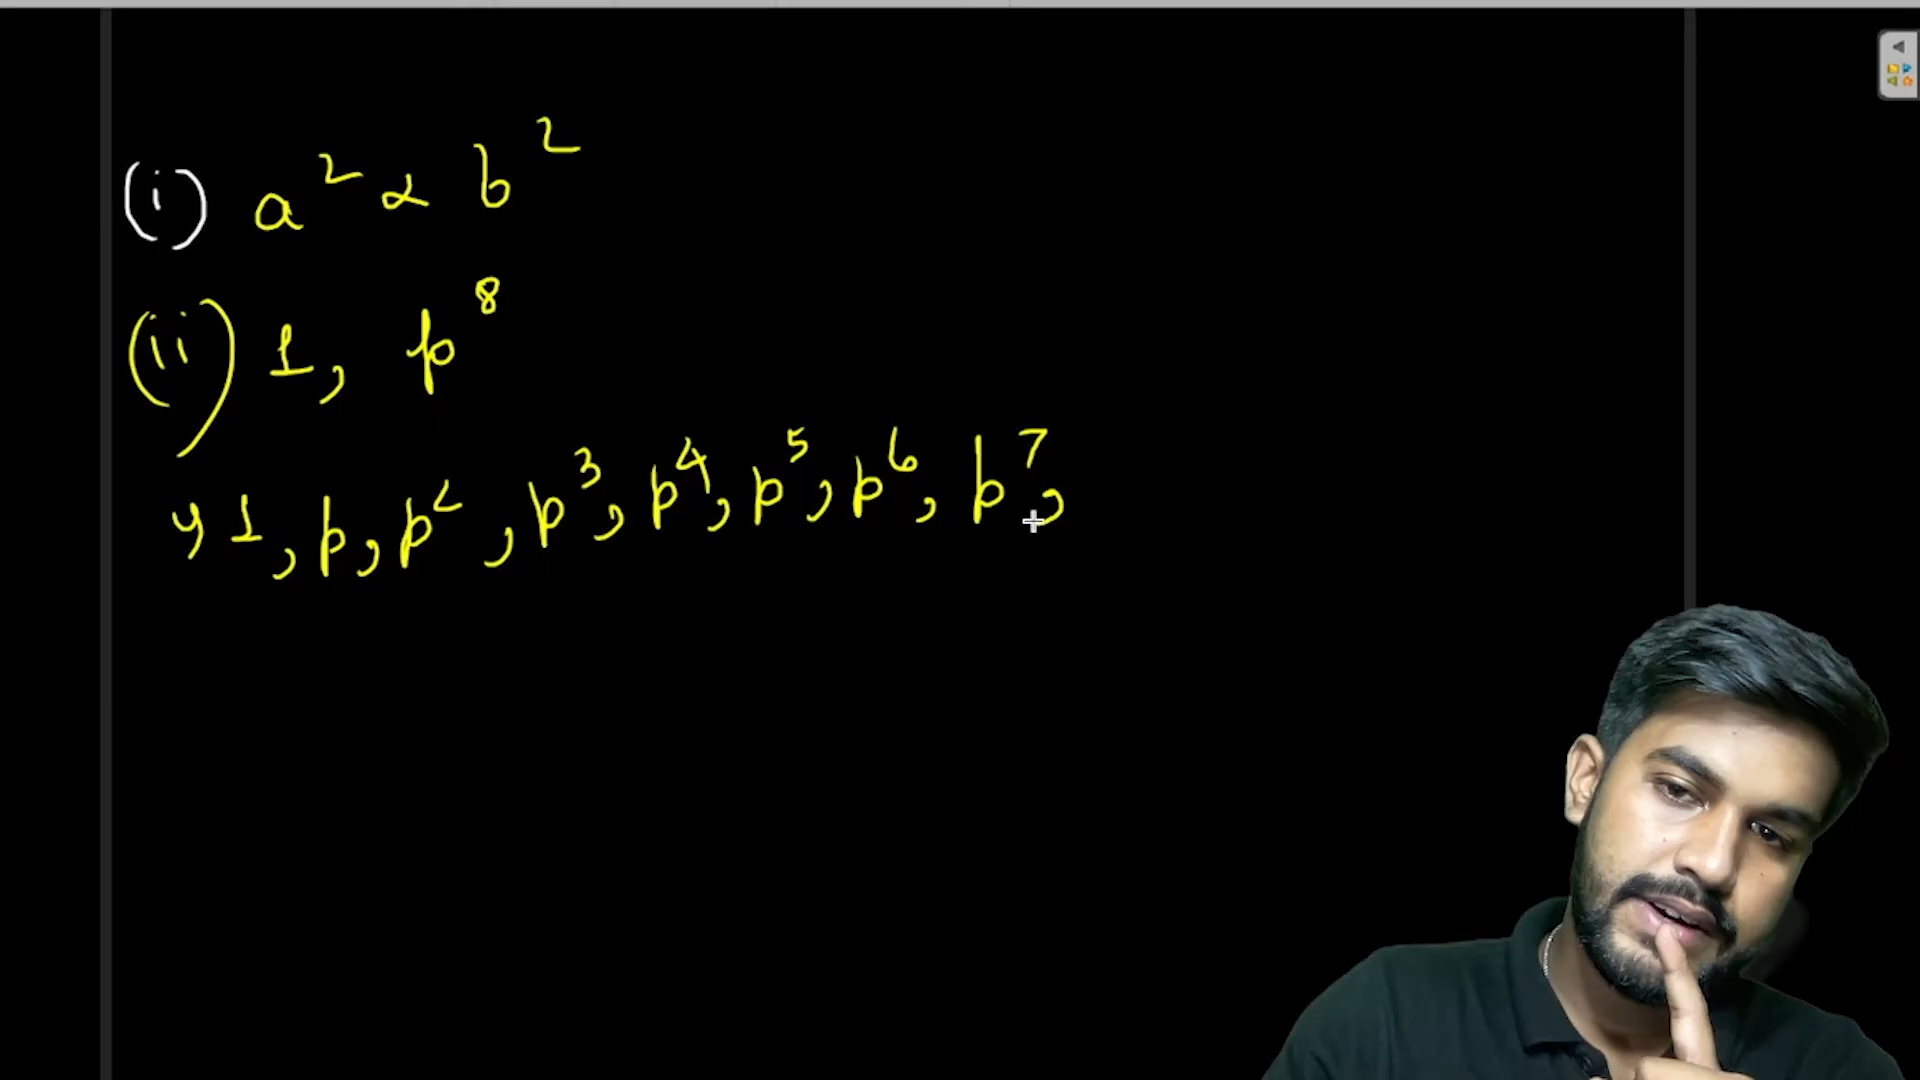 (i) a² ∝ b²
(ii) 1, p⁸
y 1, p, p², p³, p⁴, p⁵, p⁶, p⁷,